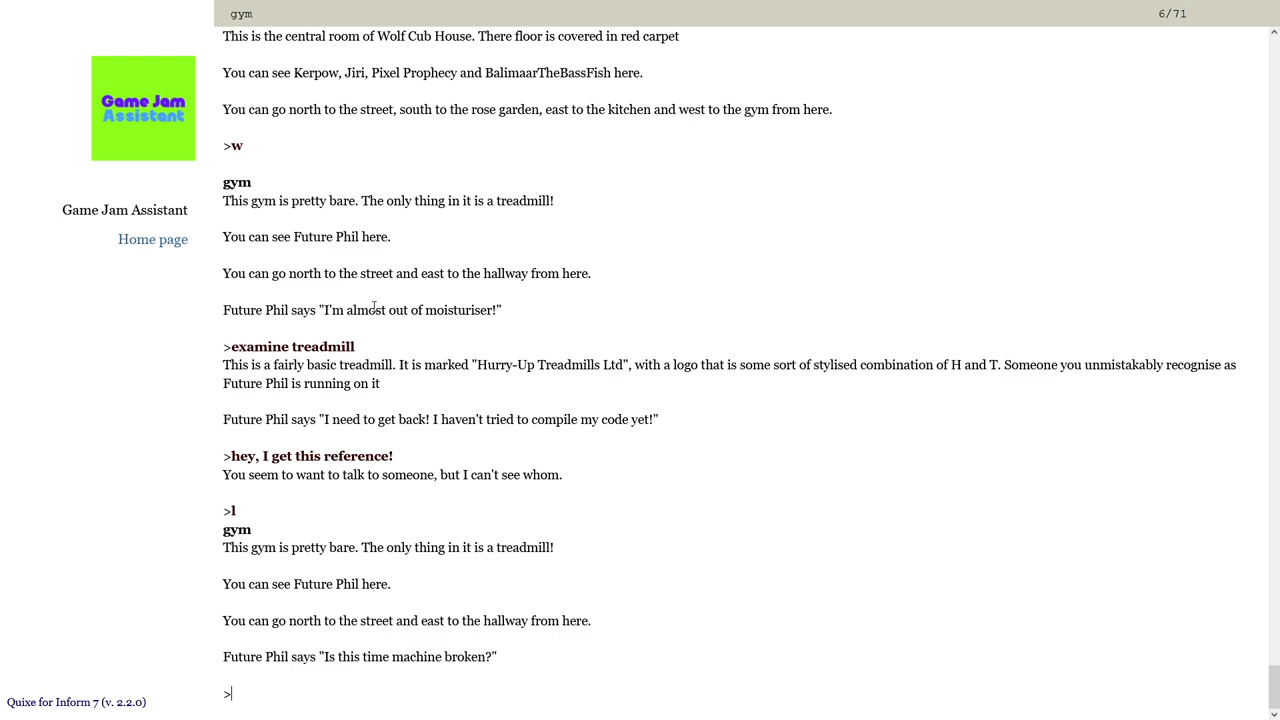 gym 6/71
This is the central room of Wolf Cub House. There floor is covered in red carpet
You can see Kerpow, Jiri, Pixel Prophecy and BalimaarTheBassFish here.
You can go north to the street, south to the rose garden, east to the kitchen and west to the gym from here.
>w
gym
This gym is pretty bare. The only thing in it is a treadmill!
You can see Future Phil here.
You can go north to the street and east to the hallway from here.
Future Phil says "I'm almost out of moisturiser!"
>examine treadmill
This is a fairly basic treadmill. It is marked "Hurry-Up Treadmills Ltd", with a logo that is some sort of stylised combination of H and T. Someone you unmistakably recognise as
Future Phil is running on it
Future Phil says "I need to get back! I haven't tried to compile my code yet!"
>hey, I get this reference!
You seem to want to talk to someone, but I can't see whom.
>l
gym
This gym is pretty bare. The only thing in it is a treadmill!
You can see Future Phil here.
You can go north to the street and east to the hallway from here.
Future Phil says "Is this time machine broken?"
>
Game Jam
Assistant
Game Jam Assistant
Home page
Quixe for Inform 7 (v. 2.2.0)